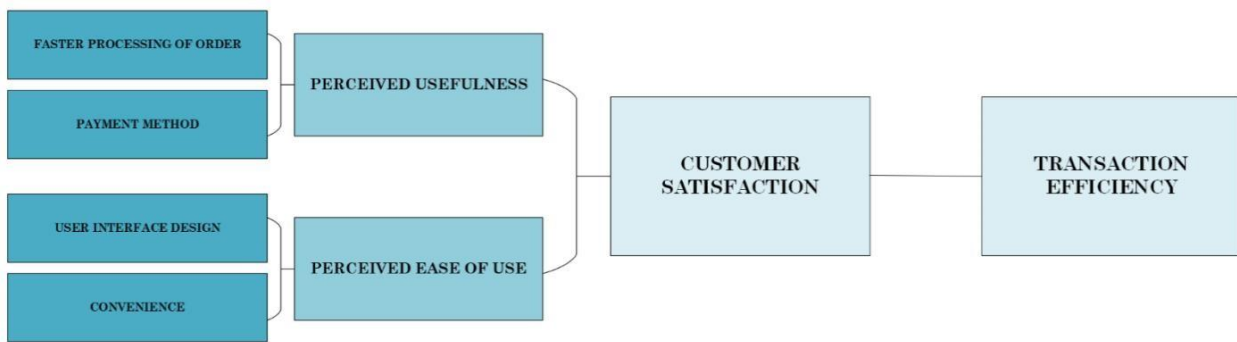 FASTER PROCESSING OF ORDER
PAYMENT METHOD
PERCEIVED USEFULNESS
USER INTERFACE DESIGN
CONVENIENCE
PERCEIVED EASE OF USE
CUSTOMER
SATISFACTION
TRANSACTION
EFFICIENCY